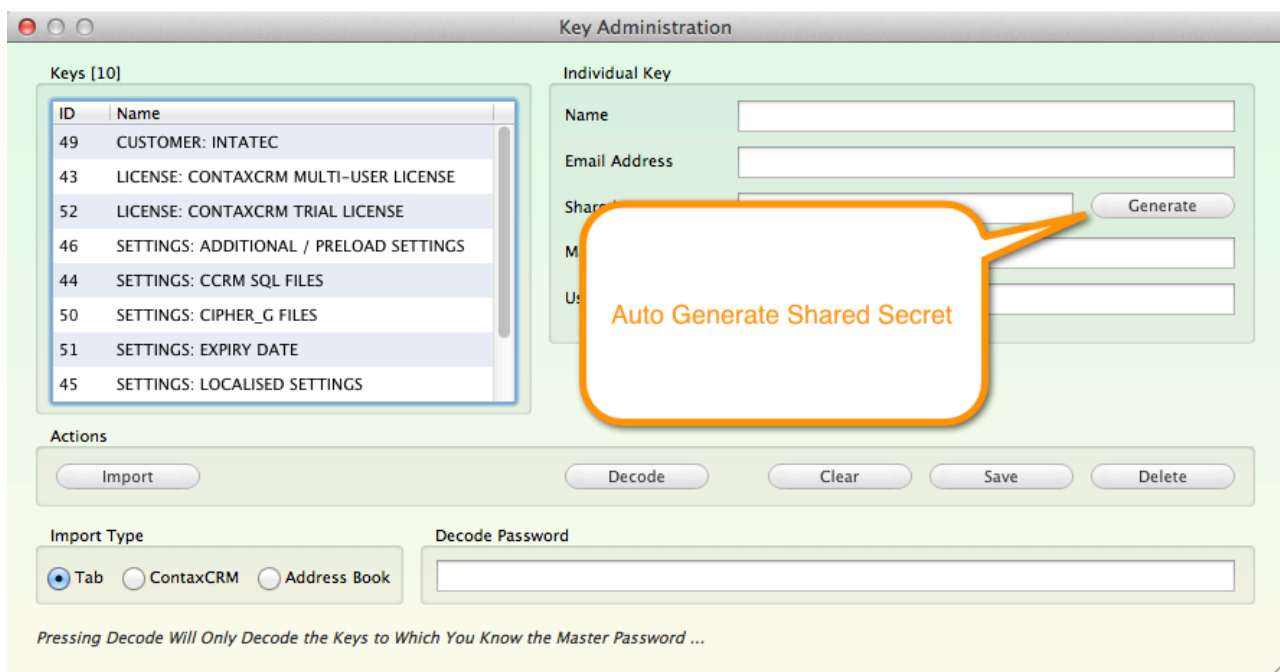 Key Administration
Keys [10]
ID Name
49 CUSTOMER: INTATEC
43 LICENSE: CONTAXCRM MULTI-USER LICENSE
52 LICENSE: CONTAXCRM TRIAL LICENSE
46 SETTINGS: ADDITIONAL / PRELOAD SETTINGS
44 SETTINGS: CCRM SQL FILES
50 SETTINGS: CIPHER_G FILES
51 SETTINGS: EXPIRY DATE
45 SETTINGS: LOCALISED SETTINGS
Individual Key
Name
Email Address
Generate
Auto Generate Shared Secret
Actions
Import Decode Clear Save Delete
Import Type
Tab ContaxCRM Address Book
Decode Password
Pressing Decode Will Only Decode the Keys to Which You Know the Master Password ...